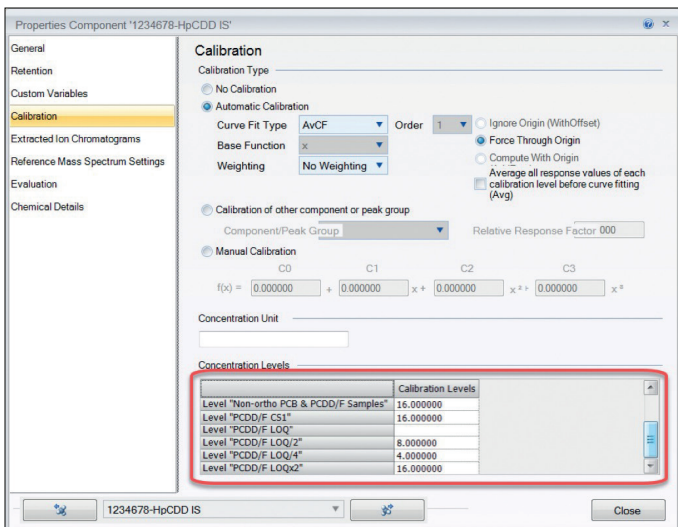 Properties Component '1234678-HpCDD IS'
General
Retention
Custom Variables
Calibration
Extracted Ion Chromatograms
Reference Mass Spectrum Settings
Evaluation
Chemical Details
Calibration
Calibration Type
No Calibration
Automatic Calibration
Curve Fit Type AvCF Order 1 Ignore Origin (WithOffset)
Base Function x Force Through Origin
Weighting No Weighting Compute With Origin
Average all response values of each
calibration level before curve fitting
(Avg)
Calibration of other component or peak group
Component/Peak Group Relative Response Factor 000
Manual Calibration
C0 C1 C2 C3
f(x) = 0.000000 + 0.000000 x + 0.000000 x ² + 0.000000 x
Concentration Unit
Concentration Levels
Calibration Levels
Level "Non-ortho PCB & PCDD/F Samples" 16.000000
Level "PCDD/F CS1" 16.000000
Level "PCDD/F LOQ"
Level "PCDD/F LOQ/2" 8.000000
Level "PCDD/F LOQ/4" 4.000000
Level "PCDD/F LOQx2" 16.000000
1234678-HpCDD IS Close